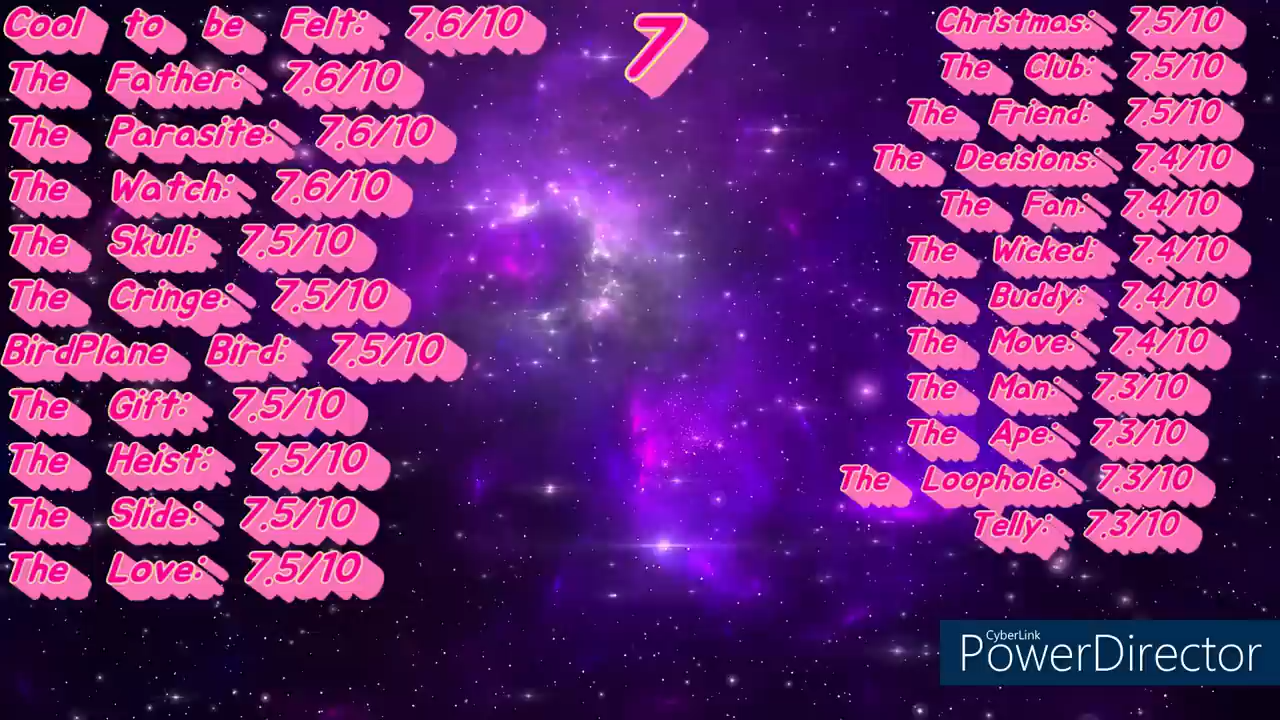 Cool to be Felt: 7.6/10
The Father: 7.6/10
The Parasite: 7.6/10
The Watch: 7.6/10
The Skull: 7.5/10
The Cringe: 7.5/10
BirdPlane Bird: 7.5/10
The Gift: 7.5/10
The Heist: 7.5/10
The Slide: 7.5/10
The Love: 7.5/10
7
Christmas: 7.5/10
The Club: 7.5/10
The Friend: 7.5/10
The Decisions: 7.4/10
The Fan: 7.4/10
The Wicked: 7.4/10
The Buddy: 7.4/10
The Move: 7.4/10
The Man: 7.3/10
The Ape: 7.3/10
The Loophole: 7.3/10
Telly: 7.3/10
CyberLink
PowerDirector